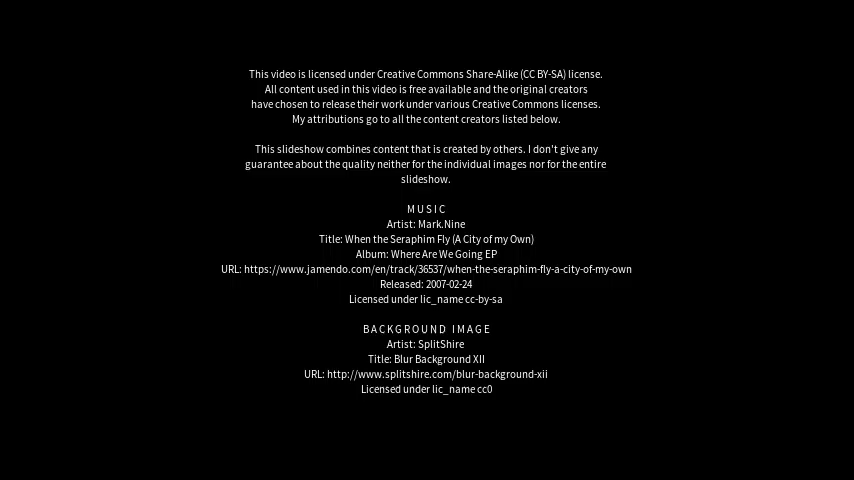 This video is licensed under Creative Commons Share-Alike (CC BY-SA) license.
All content used in this video is free available and the original creators
have chosen to release their work under various Creative Commons licenses.
My attributions go to all the content creators listed below.
This slideshow combines content that is created by others. I don't give any
guarantee about the quality neither for the individual images nor for the entire
slideshow.
MUSIC
Artist: Mark.Nine
Title: When the Seraphim Fly (A City of my Own)
Album: Where Are We Going EP
URL: https://www.jamendo.com/en/track/36537/when-the-seraphim-fly-a-city-of-my-own
Released: 2007-02-24
Licensed under lic_name cc-by-sa
BACKGROUND IMAGE
Artist: SplitShire
Title: Blur Background XII
URL: http://www.splitshire.com/blur-background-xii
Licensed under lic_name cc0